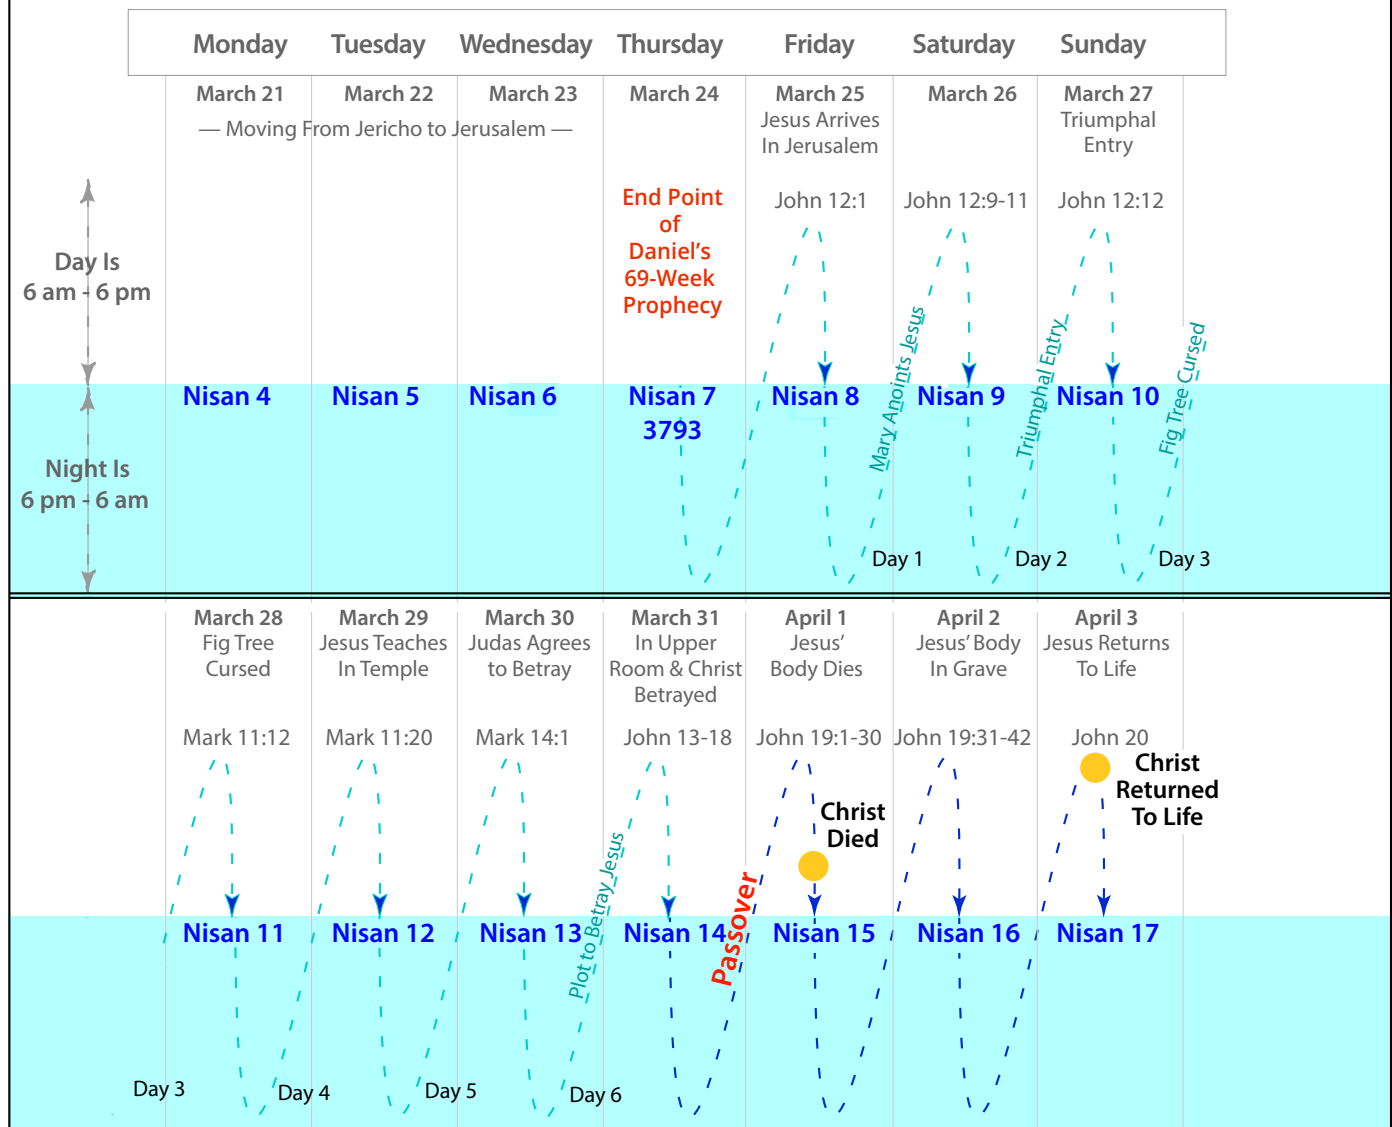 Monday Tuesday Wednesday Thursday Friday Saturday Sunday
March 21 March 22 March 23 March 24 March 25 March 26 March 27
— Moving From Jericho to Jerusalem —
Jesus Arrives
In Jerusalem
Triumphal
Entry
End Point
of
Daniel's
69-Week
Prophecy
John 12:1 John 12:9-11 John 12:12
Day Is
6 am - 6 pm
Nisan 4 Nisan 5 Nisan 6 Nisan 7 Nisan 8 Nisan 9 Nisan 10
3793
Mary Anoints Jesus
Triumphal Entry
Fig Tree Cursed
Night Is
6 pm - 6 am
Day 1 Day 2 Day 3
March 28 March 29 March 30 March 31 April 1 April 2 April 3
Fig Tree
Cursed
Jesus Teaches
In Temple
Judas Agrees
to Betray
In Upper
Room & Christ
Betrayed
Jesus'
Body Dies
Jesus' Body
In Grave
Jesus Returns
To Life
Mark 11:12 Mark 11:20 Mark 14:1 John 13-18 John 19:1-30 John 19:31-42 John 20
Christ
Returned
To Life
Christ
Died
Plot to Betray Jesus
Passover
Nisan 11 Nisan 12 Nisan 13 Nisan 14 Nisan 15 Nisan 16 Nisan 17
Day 3 Day 4 Day 5 Day 6